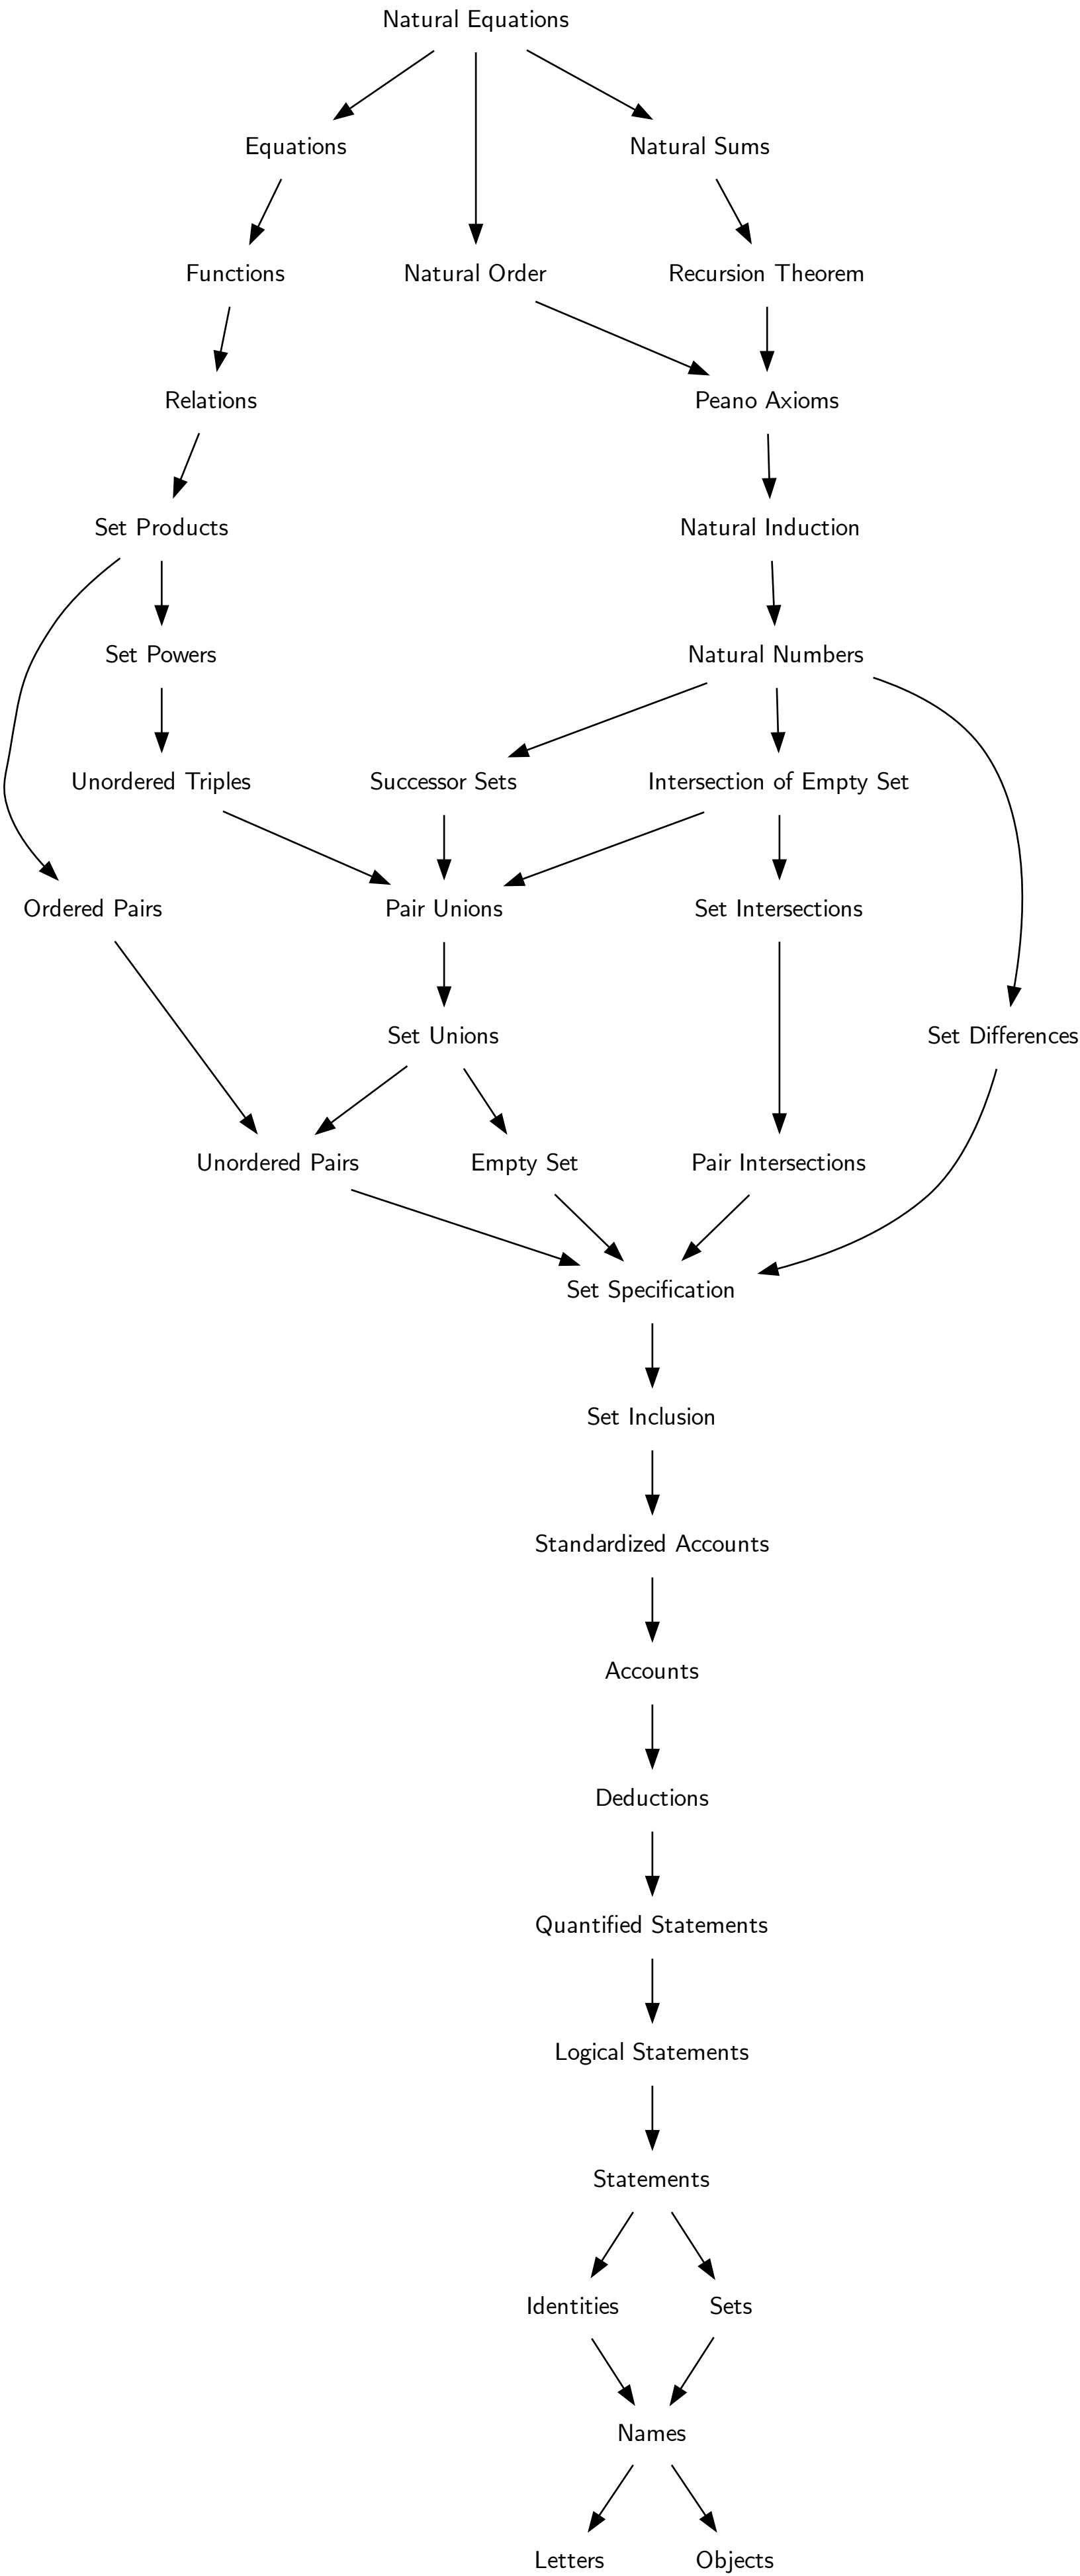 Natural Equations
Equations
Natural Sums
Functions
Natural Order
Recursion Theorem
Relations
Peano Axioms
Set Products
Natural Induction
Set Powers
Natural Numbers
Unordered Triples
Successor Sets
Intersection of Empty Set
Ordered Pairs
Pair Unions
Set Intersections
Set Unions
Set Differences
Unordered Pairs
Empty Set
Pair Intersections
Set Specification
Set Inclusion
Standardized Accounts
Accounts
Deductions
Quantified Statements
Logical Statements
Statements
Identities
Sets
Names
Letters
Objects